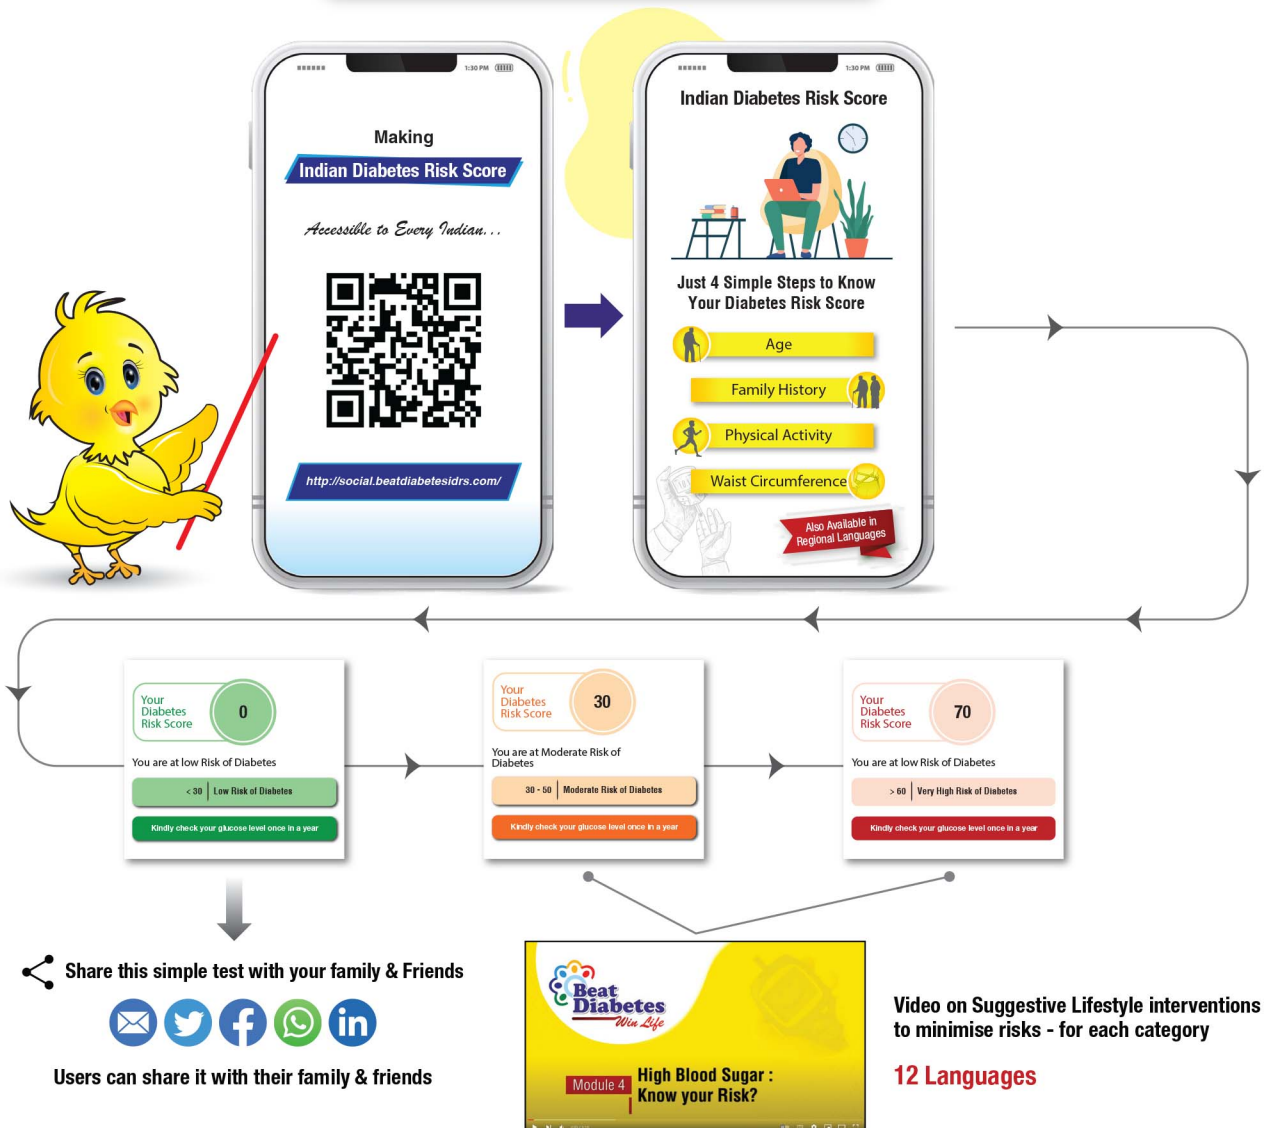 1:30 PM
Making
Indian Diabetes Risk Score
Accessible to Every Indian...
http://social.beatdiabetesidrs.com/
1:30 PM
Indian Diabetes Risk Score
Just 4 Simple Steps to Know
Your Diabetes Risk Score
Age
Family History
Physical Activity
Waist Circumference
Also Available in
Regional Languages
Your
Diabetes
Risk Score
0
You are at low Risk of Diabetes
< 30 | Low Risk of Diabetes
Kindly check your glucose level once in a year
Your
Diabetes
Risk Score
30
You are at Moderate Risk of
Diabetes
30 - 50 | Moderate Risk of Diabetes
Kindly check your glucose level once in a year
Your
Diabetes
Risk Score
70
You are at low Risk of Diabetes
> 60 | Very High Risk of Diabetes
Kindly check your glucose level once in a year
Share this simple test with your family & Friends
Users can share it with their family & friends
Beat
Diabetes
Win Life
Module 4
High Blood Sugar :
Know your Risk?
Video on Suggestive Lifestyle interventions
to minimise risks - for each category
12 Languages